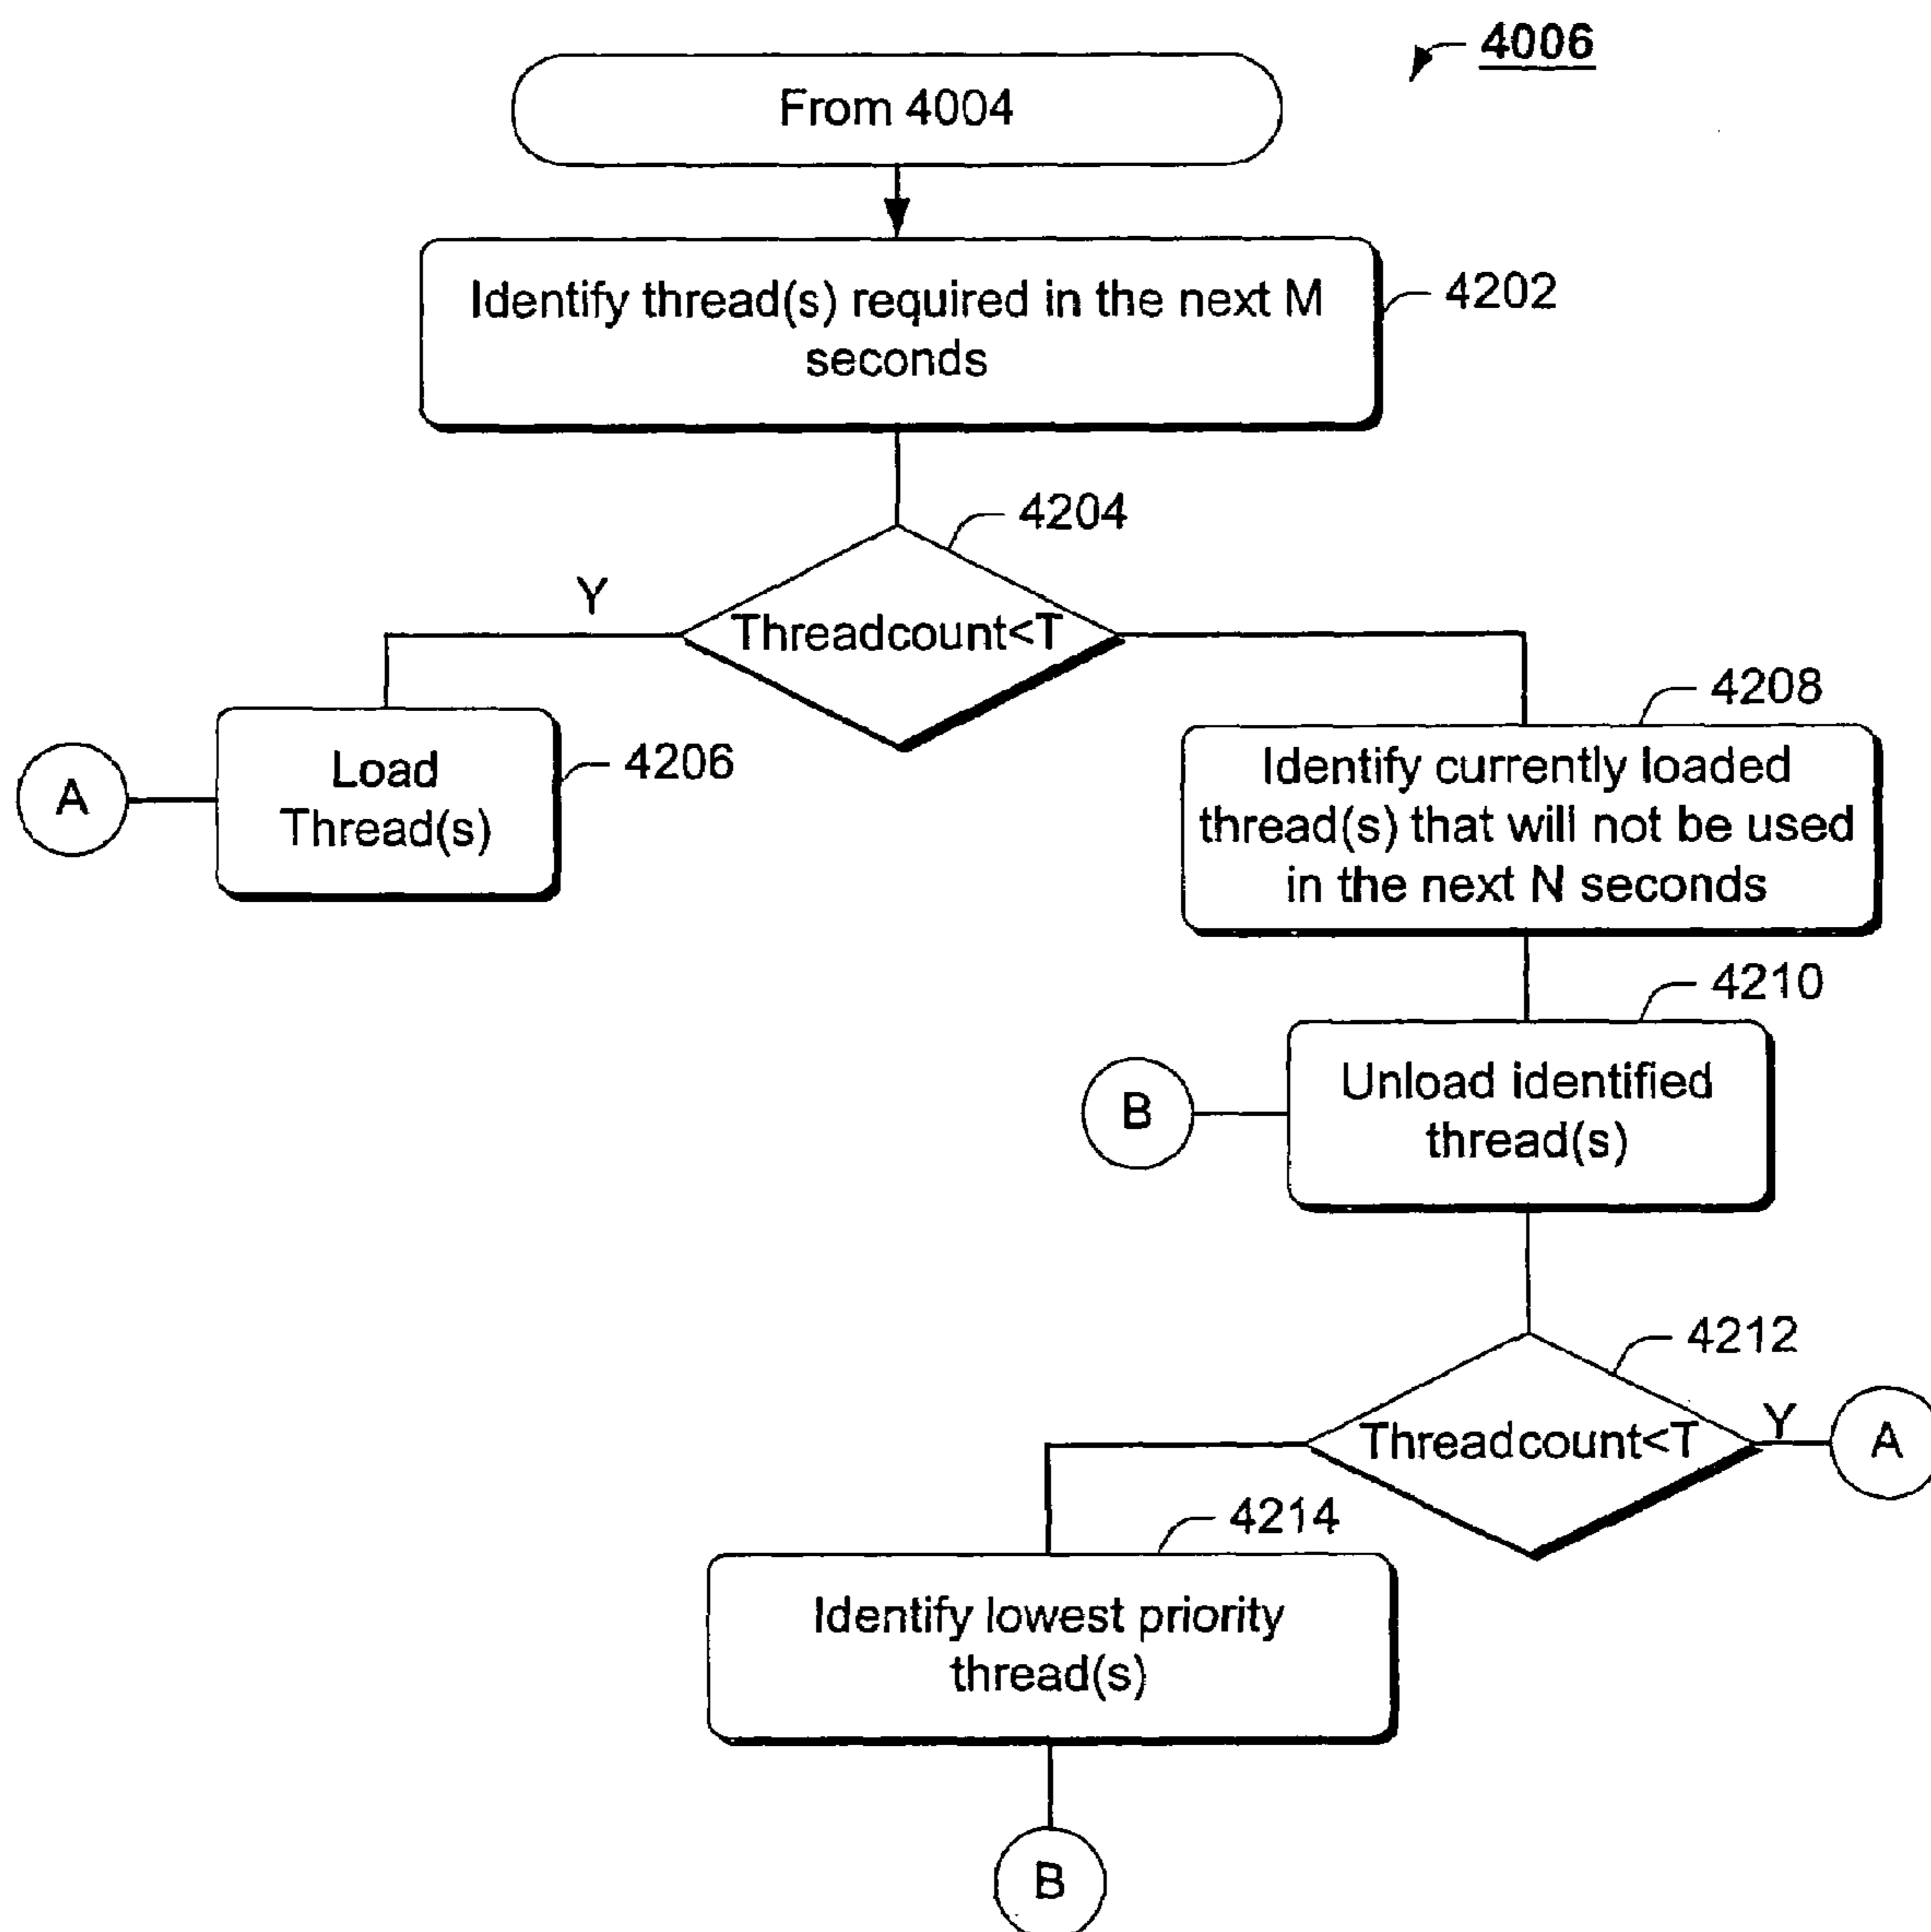 4006
From 4004
Identify thread(s) required in the next M
seconds
4202
4204
Y
Threadcount<T
4208
Load
Thread(s)
4206
A
Identify currently loaded
thread(s) that will not be used
in the next N seconds
4210
Unload identified
thread(s)
B
4212
Threadcount<T
Y
A
4214
Identify lowest priority
thread(s)
B